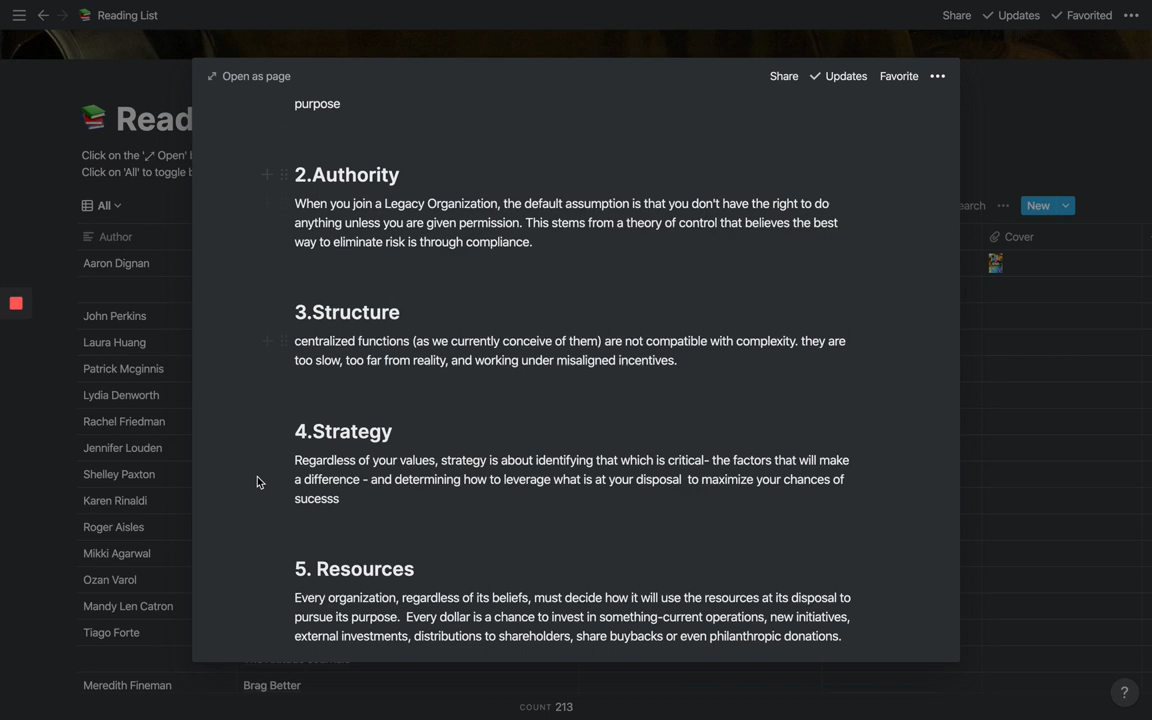 Reading List
Share
Updates
Favorited
Open as page
Share
Updates
Favorite
purpose
Read
Click on the '⤢ Open'
Click on 'All' to toggle
All
earch
New
Author
Cover
Aaron Dignan
John Perkins
Laura Huang
Patrick Mcginnis
Lydia Denworth
Rachel Friedman
Jennifer Louden
Shelley Paxton
Karen Rinaldi
Roger Aisles
Mikki Agarwal
Ozan Varol
Mandy Len Catron
Tiago Forte
Meredith Fineman
Brag Better
2.Authority
When you join a Legacy Organization, the default assumption is that you don't have the right to do
anything unless you are given permission. This stems from a theory of control that believes the best
way to eliminate risk is through compliance.
3.Structure
centralized functions (as we currently conceive of them) are not compatible with complexity. they are
too slow, too far from reality, and working under misaligned incentives.
4.Strategy
Regardless of your values, strategy is about identifying that which is critical- the factors that will make
a difference - and determining how to leverage what is at your disposal  to maximize your chances of
sucesss
5. Resources
Every organization, regardless of its beliefs, must decide how it will use the resources at its disposal to
pursue its purpose.  Every dollar is a chance to invest in something-current operations, new initiatives,
external investments, distributions to shareholders, share buybacks or even philanthropic donations.
COUNT 213
?